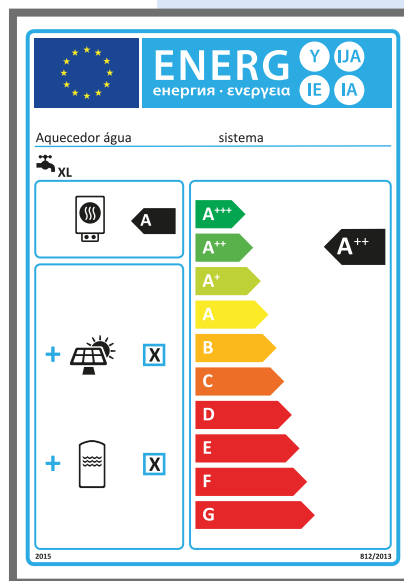 ENERG Y IJA
енергия · ενεργεια IE IA
Aquecedor água sistema
XL
A
A+++
A++
A+
A
B
C
D
E
F
G
A++
X
X
2015 812/2013